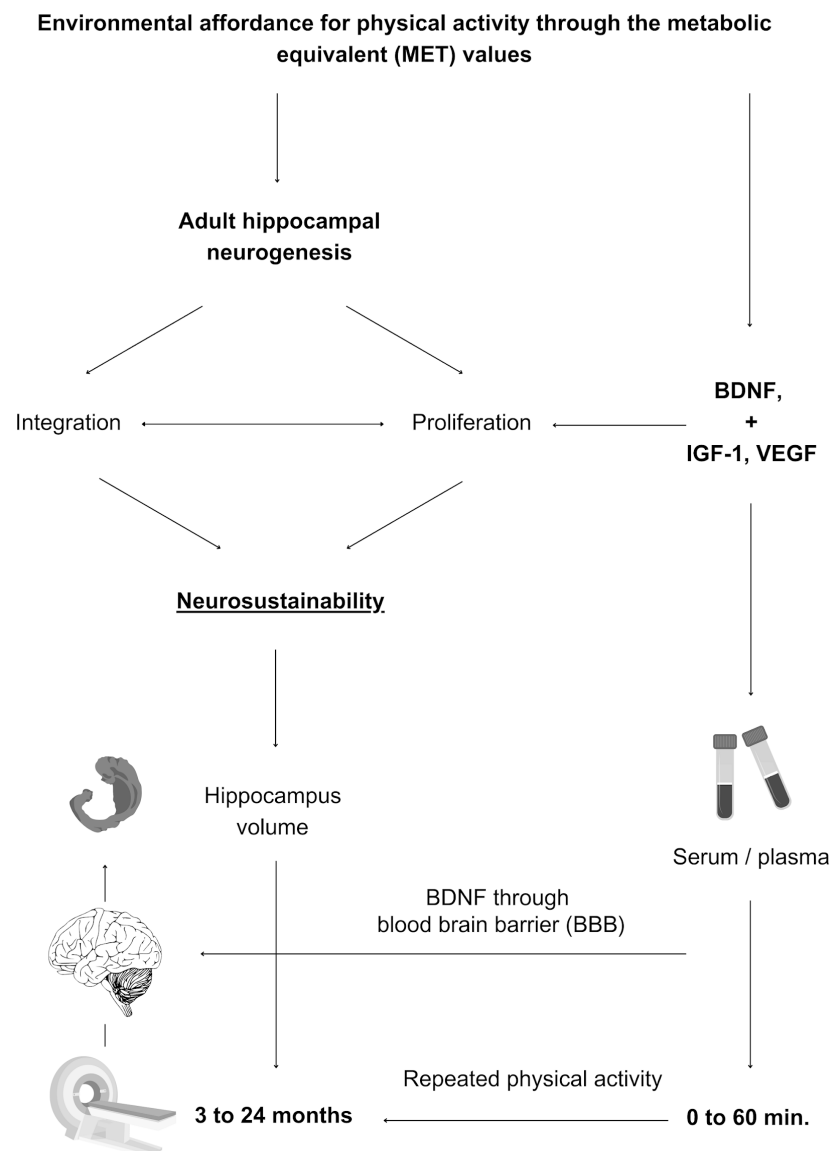 Environmental affordance for physical activity through the metabolic
equivalent (MET) values
Adult hippocampal
neurogenesis
Integration
Proliferation
BDNF,
+
IGF-1, VEGF
Neurosustainability
Hippocampus
volume
Serum / plasma
BDNF through
blood brain barrier (BBB)
Repeated physical activity
3 to 24 months
0 to 60 min.